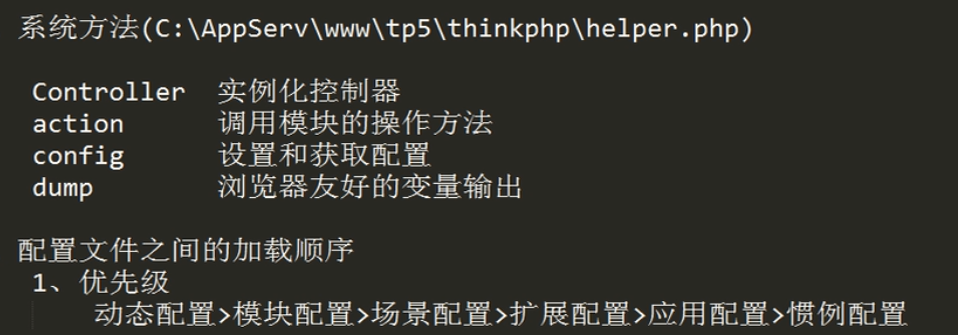 系统方法(C:\AppServ\www\tp5\thinkphp\helper.php)
Controller 实例化控制器
action 调用模块的操作方法
config 设置和获取配置
dump 浏览器友好的变量输出
配置文件之间的加载顺序
1、优先级
动态配置>模块配置>场景配置>扩展配置>应用配置>惯例配置